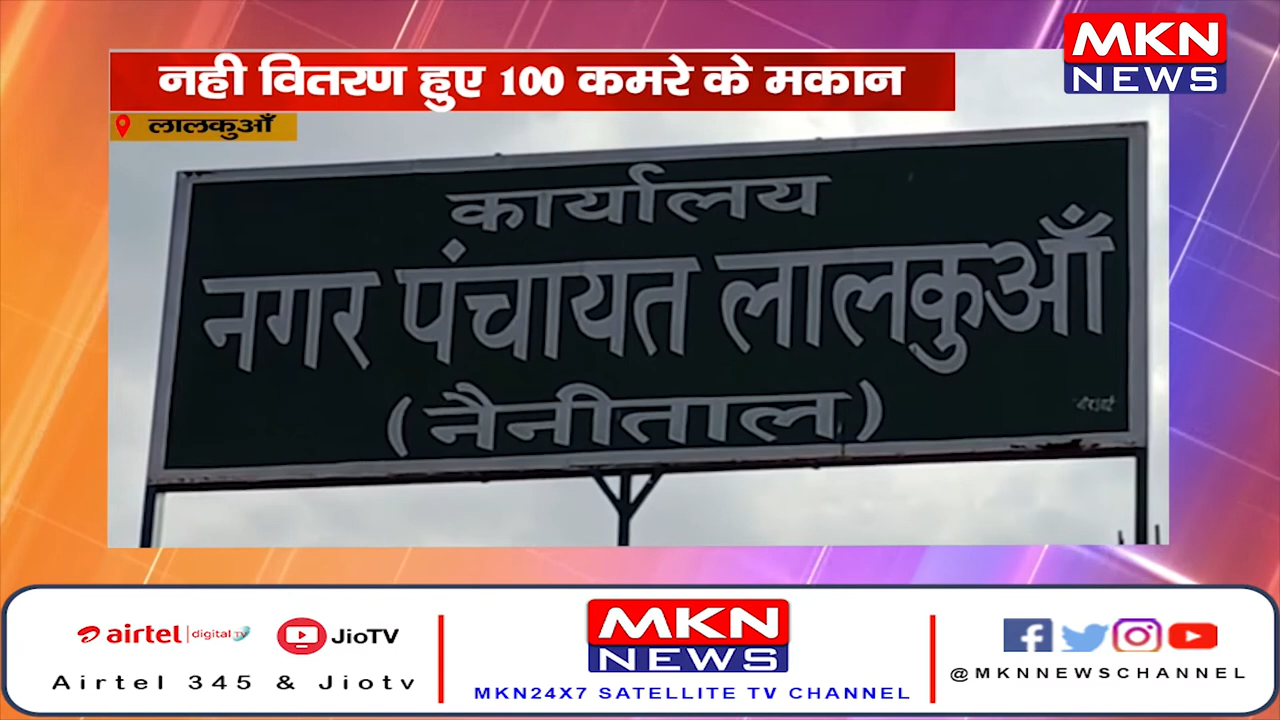 MKN
NEWS
नही वितरण हुए 100 कमरे के मकान
लालकुआँ
कार्यालय
नगर पंचायत लालकुआँ
(नैनीताल)
airtel digital TV
JioTV
Airtel 345 & Jiotv
MKN
NEWS
MKN24X7 SATELLITE TV CHANNEL
@MKNNEWSCHANNEL